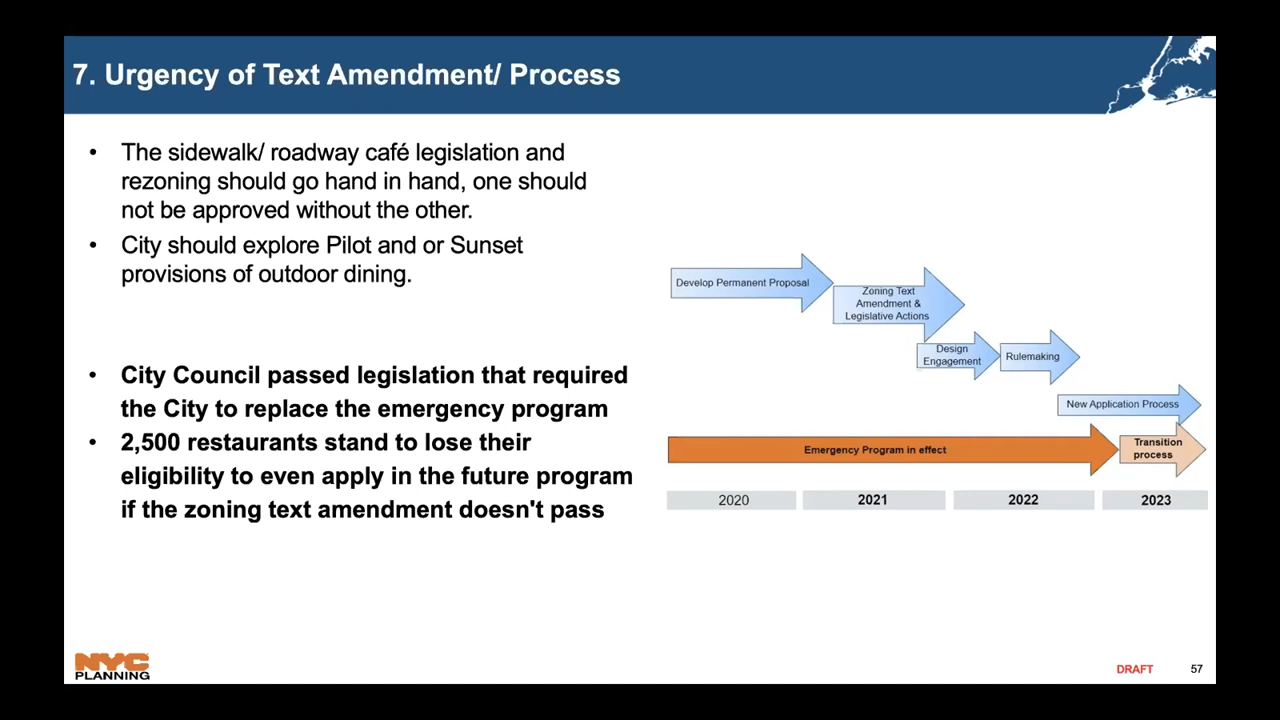 7. Urgency of Text Amendment/ Process
• The sidewalk/ roadway café legislation and
rezoning should go hand in hand, one should
not be approved without the other.
• City should explore Pilot and or Sunset
provisions of outdoor dining.
• City Council passed legislation that required
the City to replace the emergency program
• 2,500 restaurants stand to lose their
eligibility to even apply in the future program
if the zoning text amendment doesn't pass
Develop Permanent Proposal
Zoning Text
Amendment &
Legislative Actions
Design
Engagement
Rulemaking
New Application Process
Emergency Program in effect
Transition
process
2020
2021
2022
2023
NYC
PLANNING
DRAFT
57